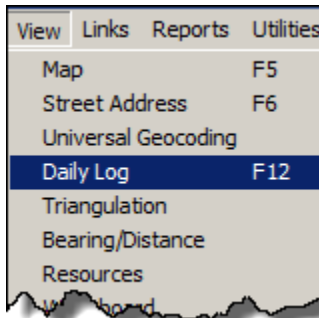 View Links Reports Utilities
Map F5
Street Address F6
Universal Geocoding
Daily Log F12
Triangulation
Bearing/Distance
Resources